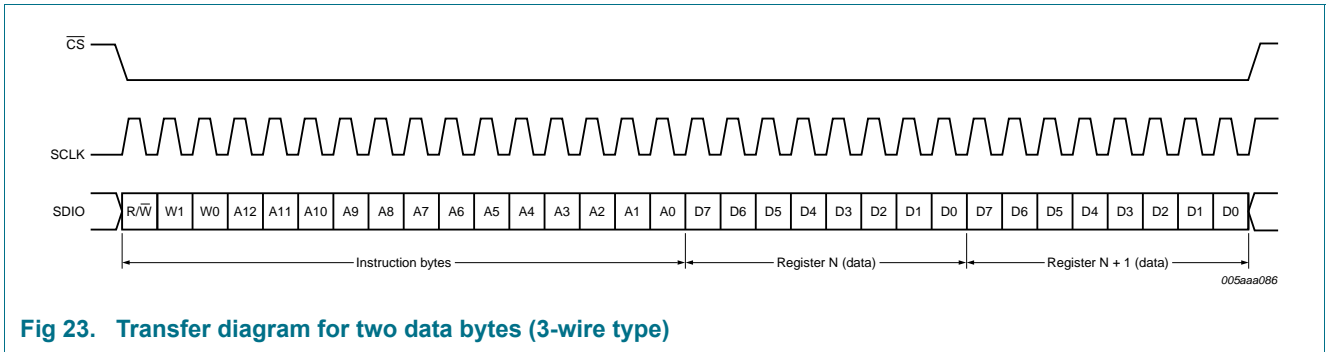 CS
SCLK
SDIO R/W W1 W0 A12 A11 A10 A9 A8 A7 A6 A5 A4 A3 A2 A1 A0 D7 D6 D5 D4 D3 D2 D1 D0 D7 D6 D5 D4 D3 D2 D1 D0
Instruction bytes Register N (data) Register N + 1 (data)
005aaa086
Fig 23. Transfer diagram for two data bytes (3-wire type)